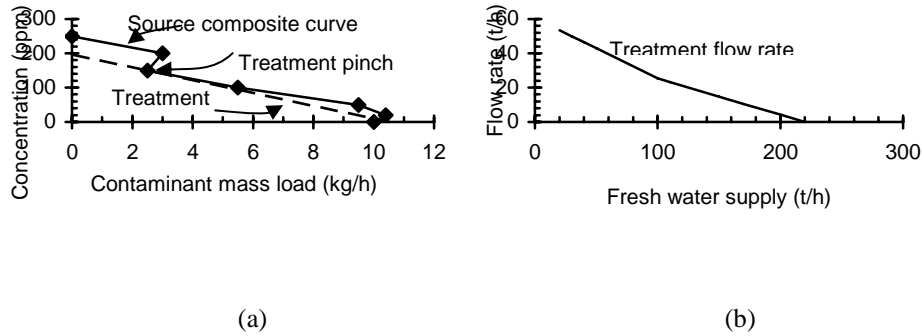 Concentration (ppm)
300
200
100
0
Source composite curve
Treatment pinch
Treatment
0 2 4 6 8 10 12
Contaminant mass load (kg/h)
(a)
Flow rate (t/h)
60
40
20
0
Treatment flow rate
0 100 200 300
Fresh water supply (t/h)
(b)